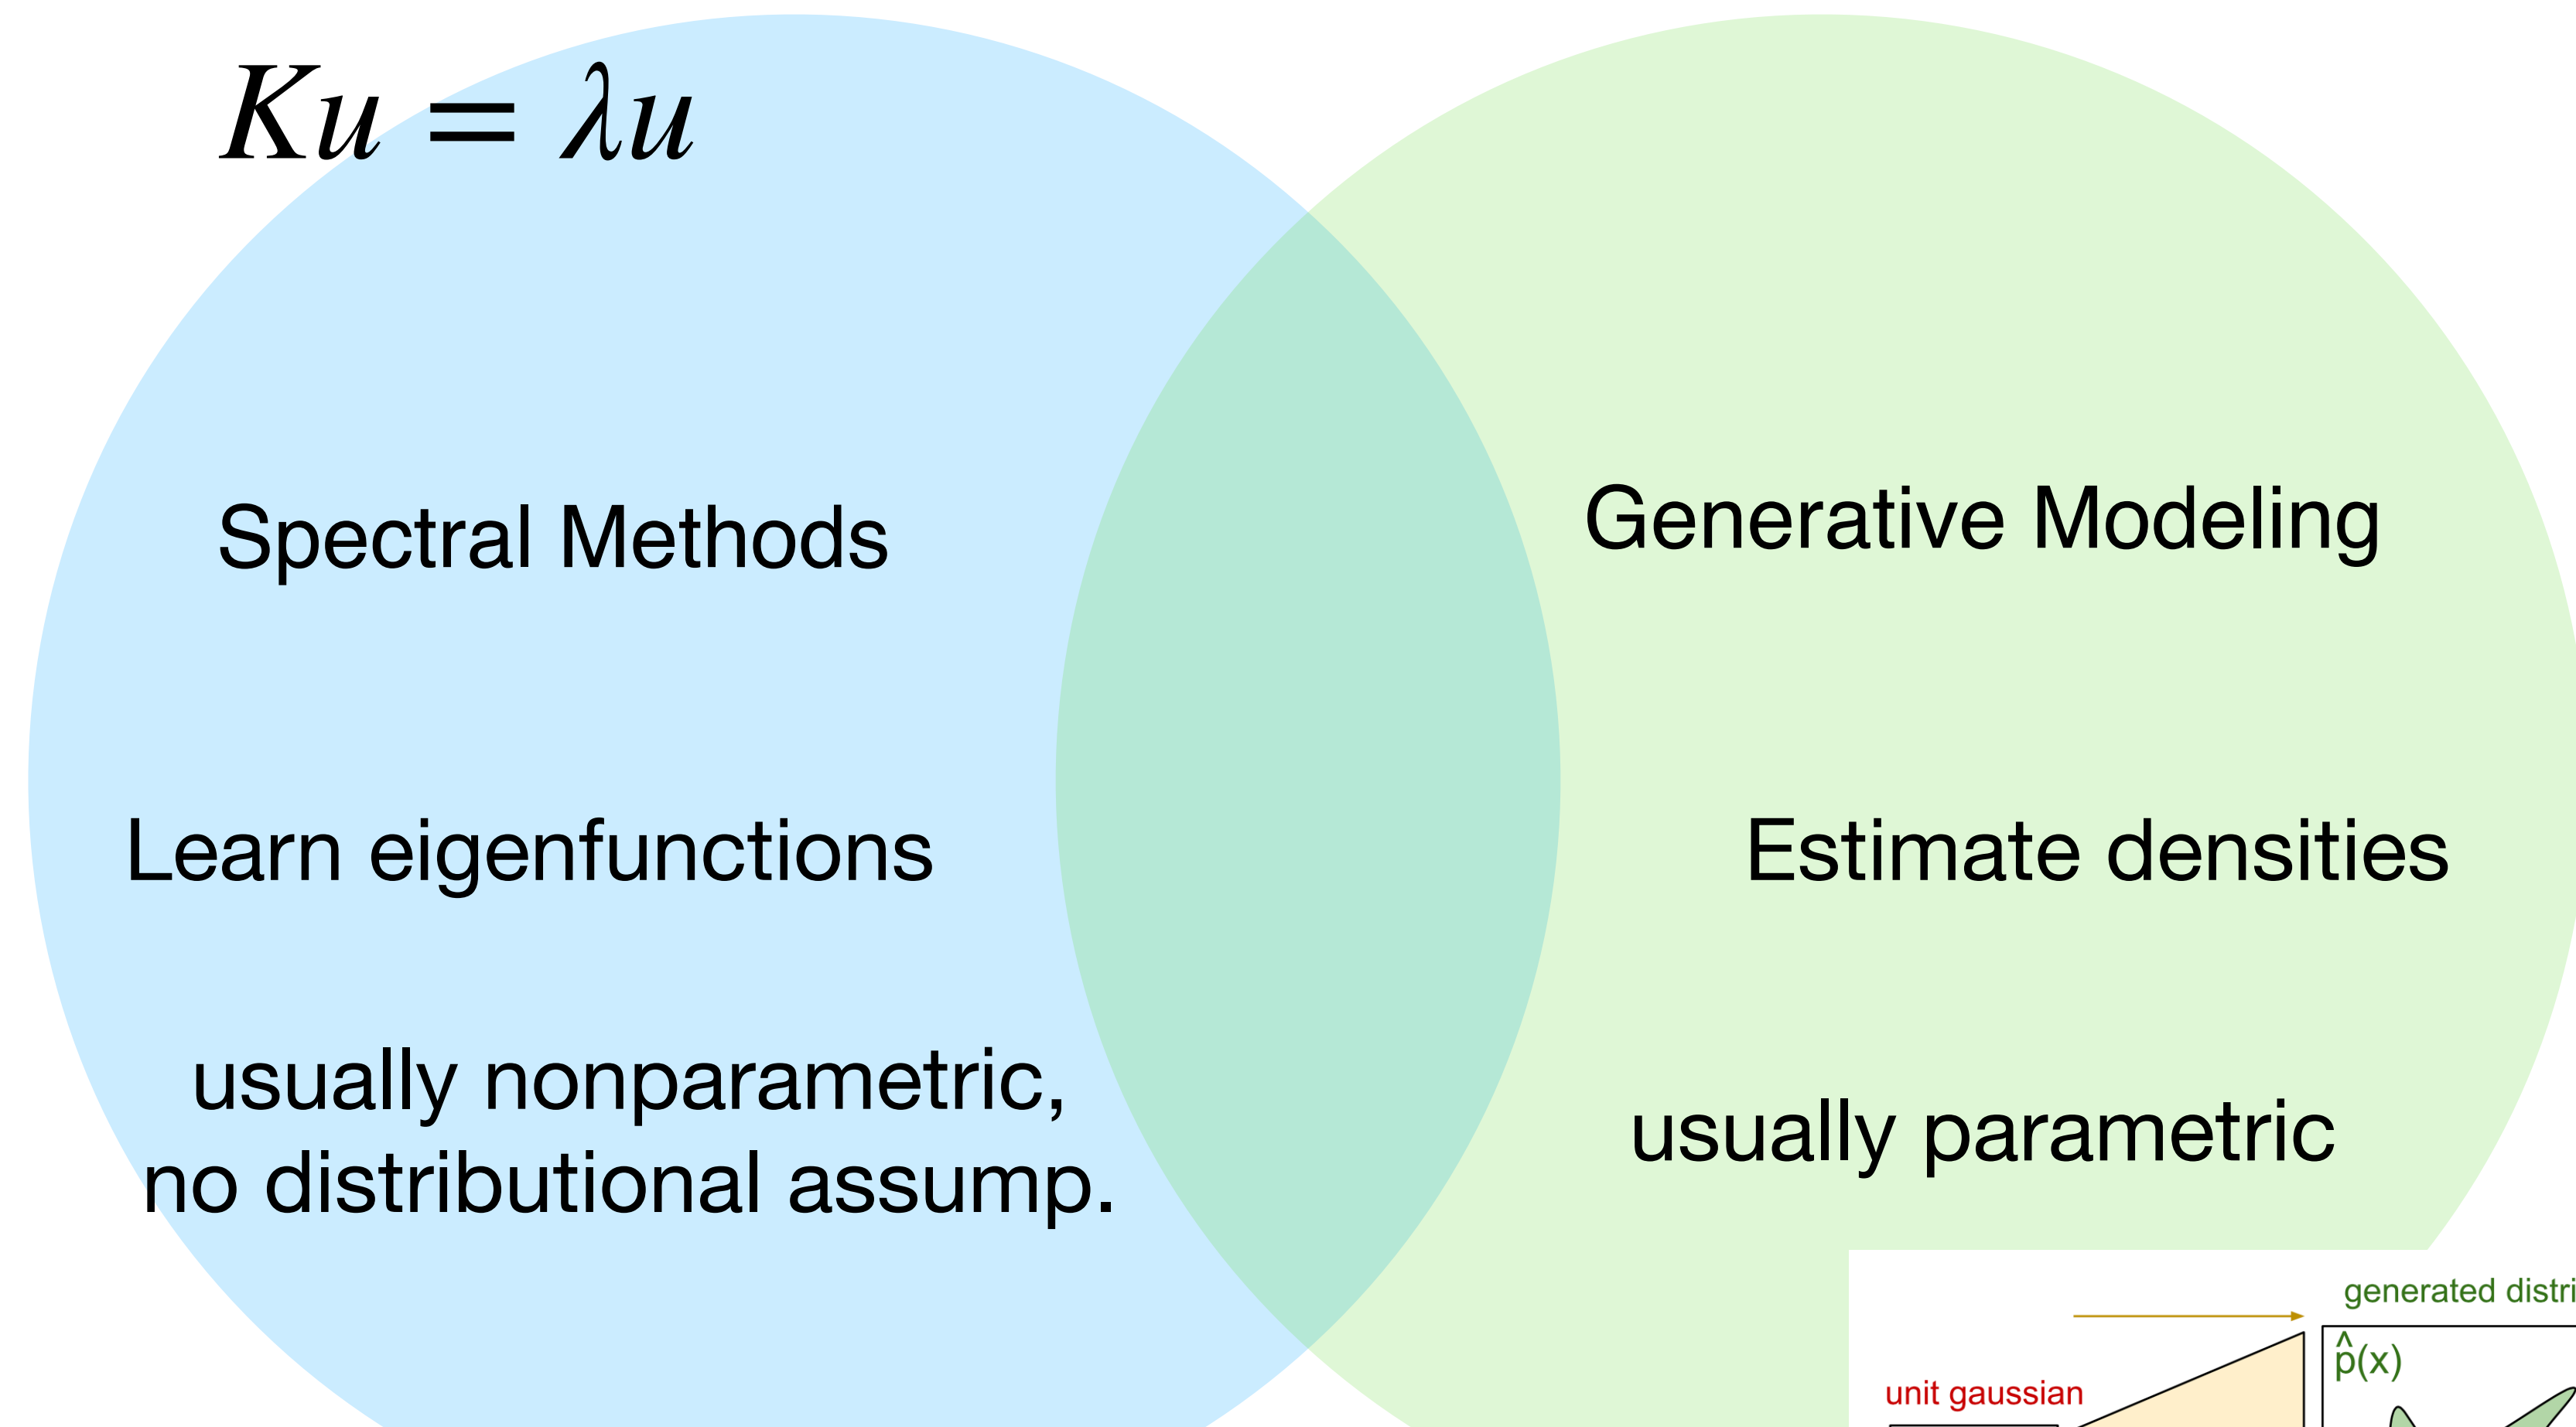 Ku = λu
Spectral Methods
Generative Modeling
Learn eigenfunctions
Estimate densities
usually nonparametric,
no distributional assump.
usually parametric
generated distri
p̂(x)
unit gaussian